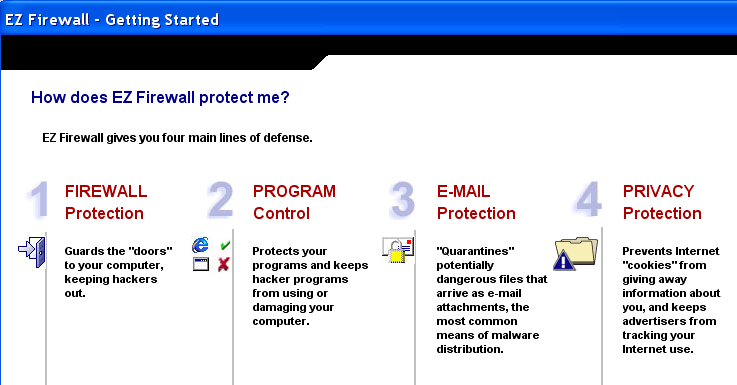 EZ Firewall - Getting Started
How does EZ Firewall protect me?
EZ Firewall gives you four main lines of defense.
1
FIREWALL
Protection
Guards the "doors"
to your computer,
keeping hackers
out.
2
PROGRAM
Control
Protects your
programs and keeps
hacker programs
from using or
damaging your
computer.
3
E-MAIL
Protection
"Quarantines"
potentially
dangerous files that
arrive as e-mail
attachments, the
most common
means of malware
distribution.
4
PRIVACY
Protection
Prevents Internet
"cookies" from
giving away
information about
you, and keeps
advertisers from
tracking your
Internet use.